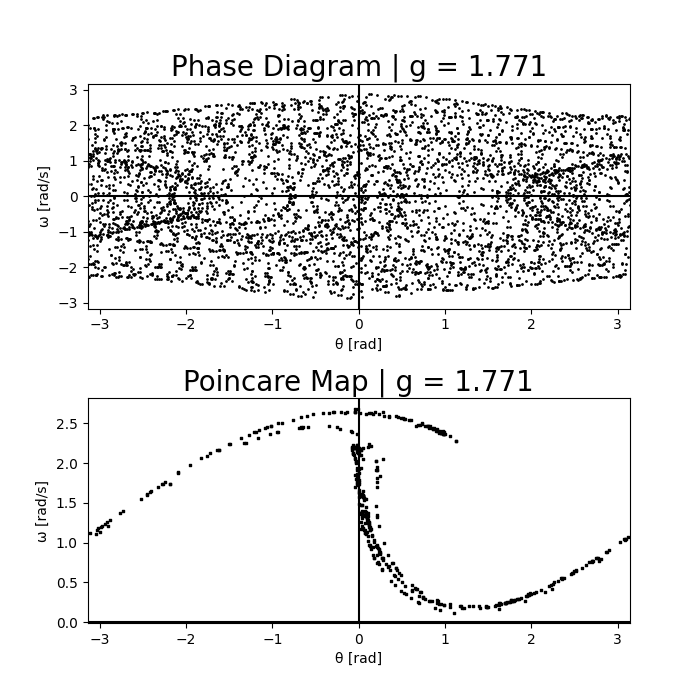 Phase Diagram | g = 1.771
3
2
1
0
−1
−2
−3
ω [rad/s]
−3 −2 −1 0 1 2 3
θ [rad]
Poincare Map | g = 1.771
2.5
2.0
1.5
1.0
0.5
0.0
ω [rad/s]
−3 −2 −1 0 1 2 3
θ [rad]